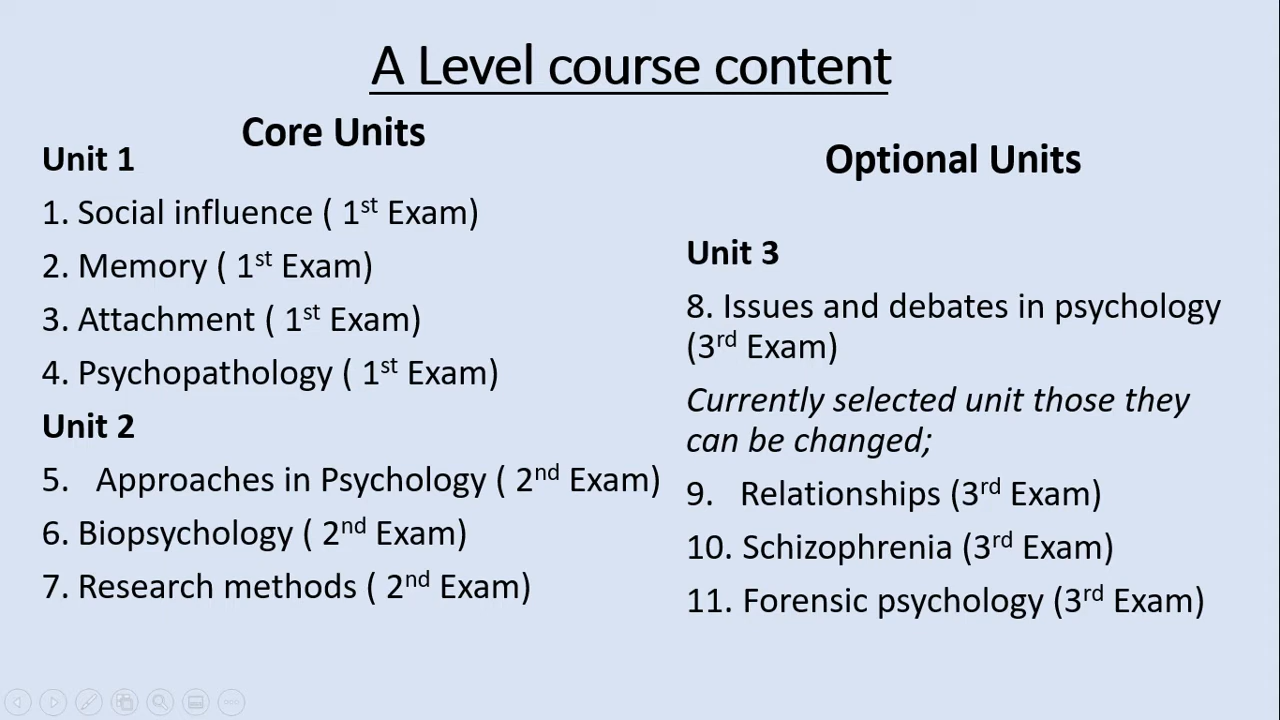 A Level course content
Core Units
Unit 1
1. Social influence ( 1st Exam)
2. Memory ( 1st Exam)
3. Attachment ( 1st Exam)
4. Psychopathology ( 1st Exam)
Unit 2
5. Approaches in Psychology ( 2nd Exam)
6. Biopsychology ( 2nd Exam)
7. Research methods ( 2nd Exam)
Optional Units
Unit 3
8. Issues and debates in psychology
(3rd Exam)
Currently selected unit those they
can be changed;
9. Relationships (3rd Exam)
10. Schizophrenia (3rd Exam)
11. Forensic psychology (3rd Exam)